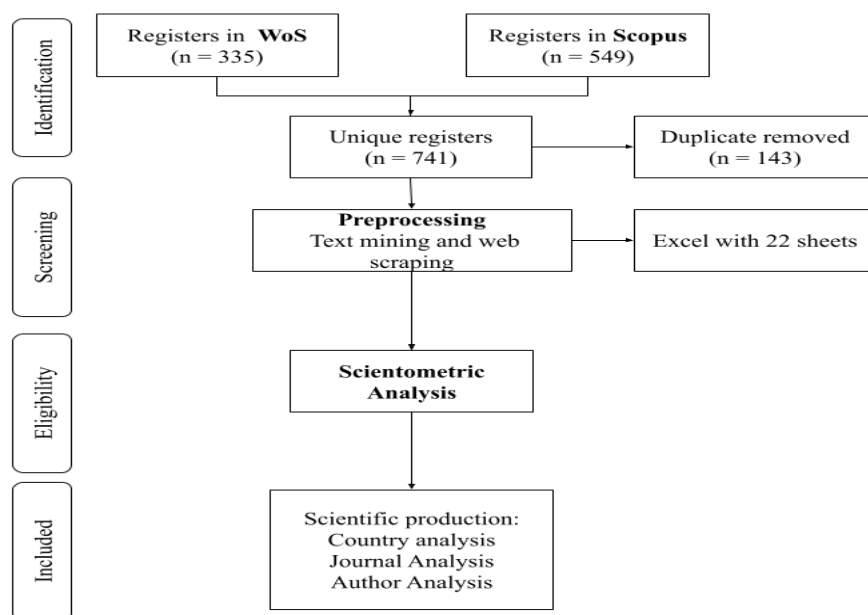 Identification
Registers in WoS
(n = 335)
Registers in Scopus
(n = 549)
Unique registers
(n = 741)
Duplicate removed
(n = 143)
Screening
Preprocessing
Text mining and web
scraping
Excel with 22 sheets
Eligibility
Scientometric
Analysis
Included
Scientific production:
Country analysis
Journal Analysis
Author Analysis